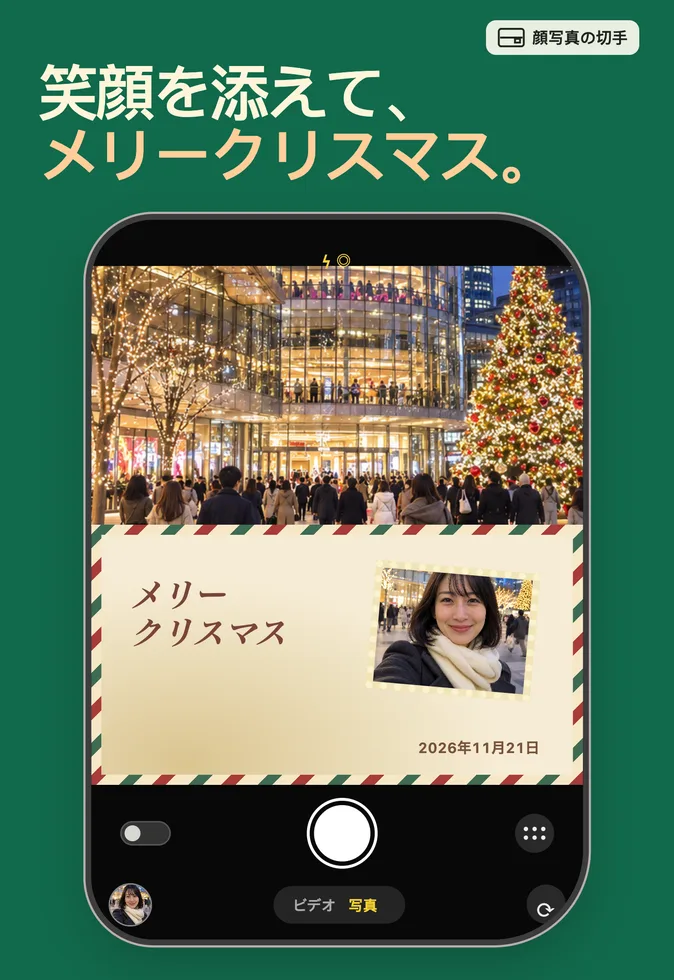 顔写真の切手
笑顔を添えて、
メリークリスマス。
メリー
クリスマス
2026年11月21日
ビデオ 写真